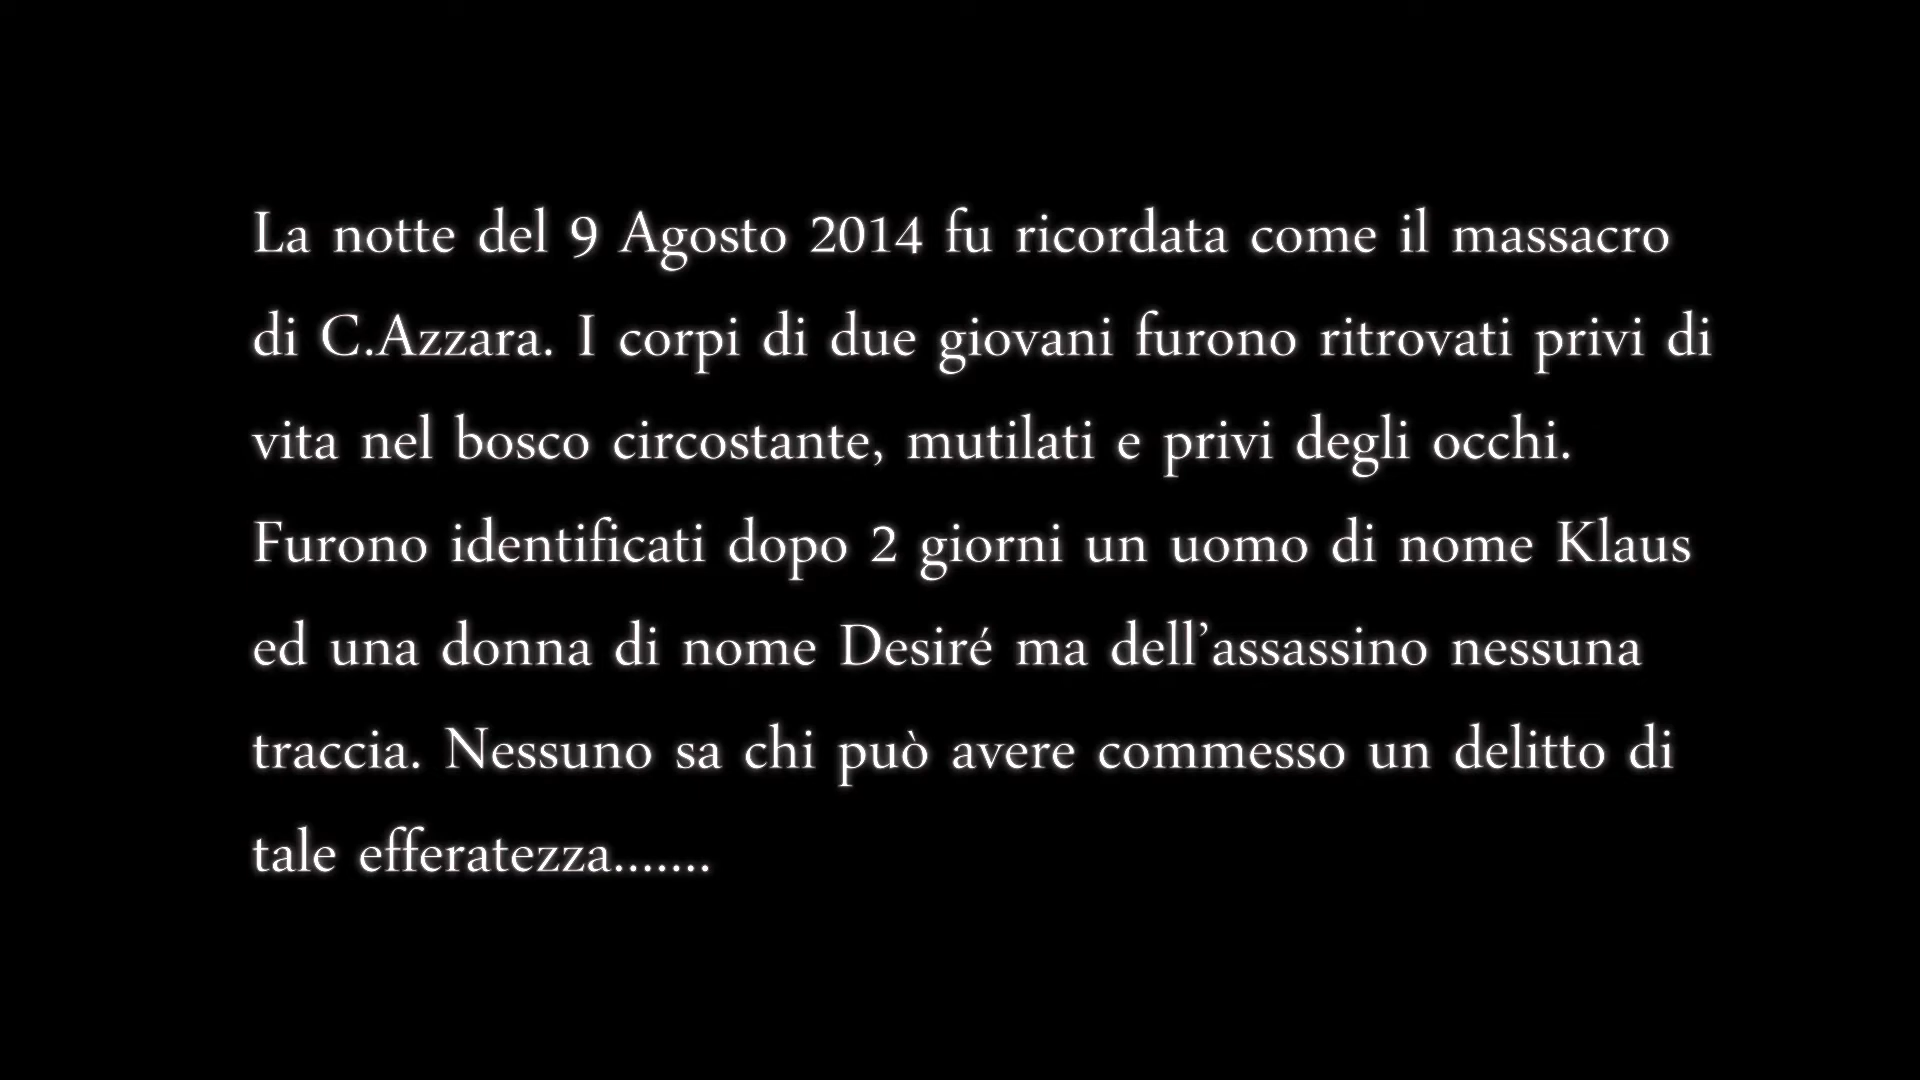 La notte del 9 Agosto 2014 fu ricordata come il massacro
di C.Azzara. I corpi di due giovani furono ritrovati privi di
vita nel bosco circostante, mutilati e privi degli occhi.
Furono identificati dopo 2 giorni un uomo di nome Klaus
ed una donna di nome Desiré ma dell’assassino nessuna
traccia. Nessuno sa chi può avere commesso un delitto di
tale efferatezza.......